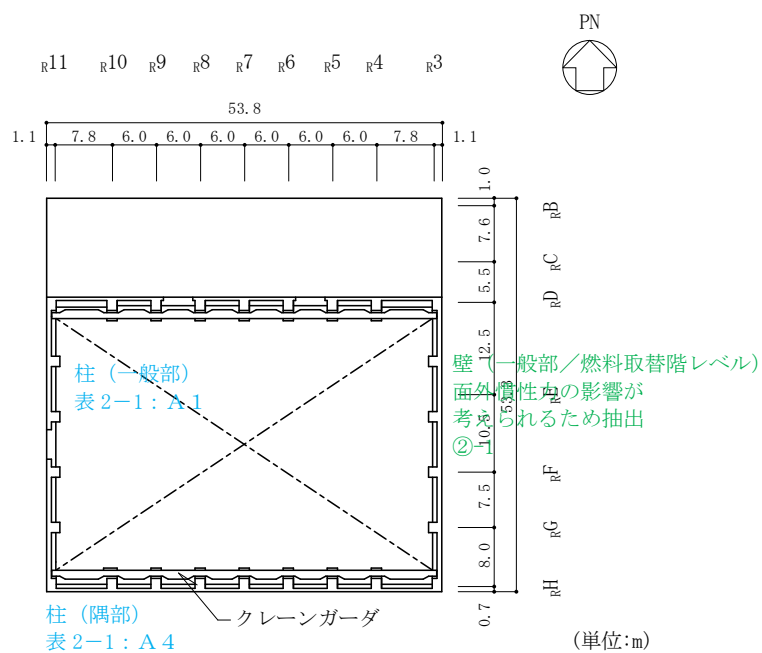 PN
R11 R10 R9 R8 R7 R6 R5 R4 R3
53.8
1.1 7.8 6.0 6.0 6.0 6.0 6.0 6.0 7.8 1.1
1.0
RB
7.6
RC
5.5
RD
12.5
53.8
RE
10.5
RF
7.5
RG
8.0
RH
0.7
柱（一般部）
表2−1：A1
壁（一般部／燃料取替階レベル）
面外慣性力の影響が
考えられるため抽出
②-1
柱（隅部）
表2−1：A4
クレーンガーダ
(単位:m)